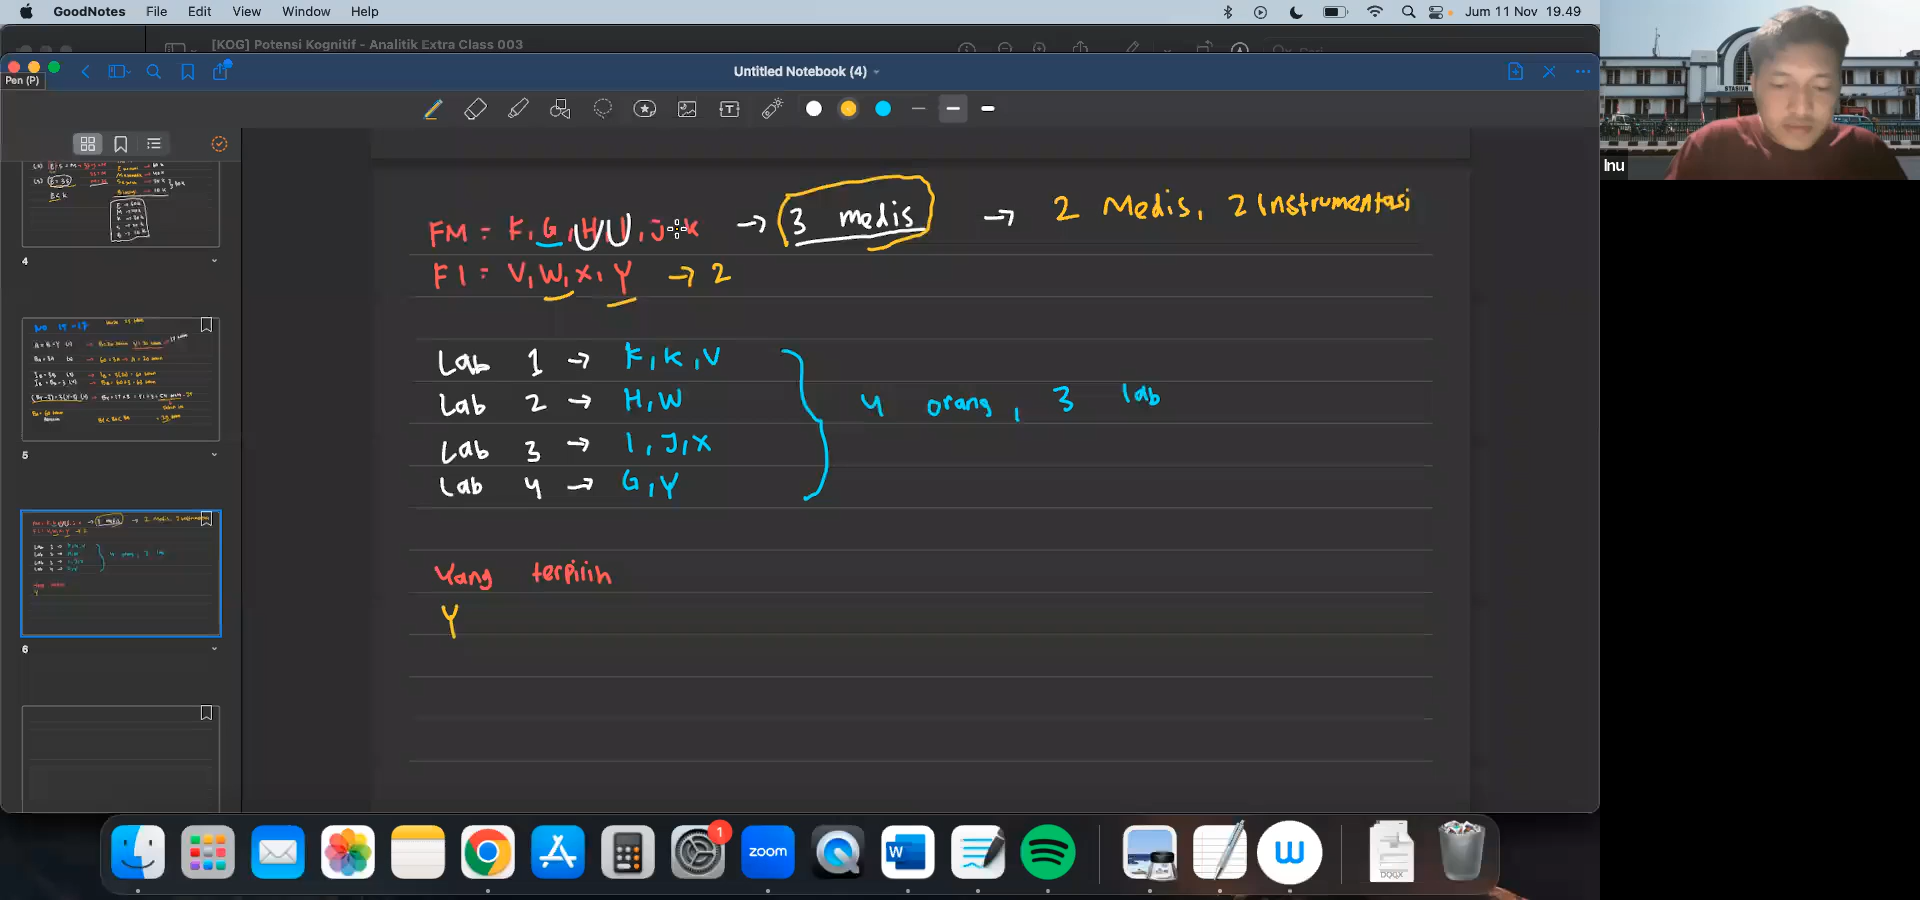 GoodNotes File Edit View Window Help
Jum 11 Nov 19.49
[KOG] Potensi Kognitif - Analitik Extra Class 003
Untitled Notebook (4)
Pen (P)
4
5
6
FM = F, G, H, I, J, K → 3 medis → 2 Medis, 2 Instrumentasi
FI = V, W, X, Y → 2
Lab 1 → F, K, V
Lab 2 → H, W
4 orang, 3 lab
Lab 3 → I, J, X
Lab 4 → G, Y
Yang terpilih
Y
Inu
1
zoom
W
DOCX